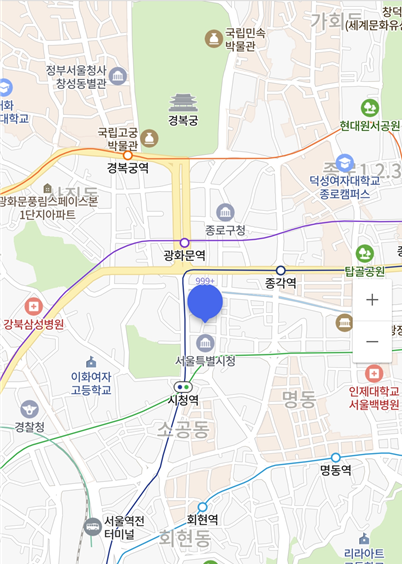 가회동
창덕
(세계문화유산
국립민속
박물관
정부서울청사
창성동별관
경복궁
대학교
현대원서공원
국립고궁
박물관
경복궁역
종로1.2.3
덕성여자대학교
종로캠퍼스
사직동
광화문풍림스페이스본
1단지아파트
종로구청
광화문역
탑골공원
999+
종각역
+
강북삼성병원
−
서울특별시청
이화여자
고등학교
인제대학교
서울백병원
시청역
명동
경찰청
소공동
명동역
회현역
서울역전
터미널
회현동
리라아트
고등학교